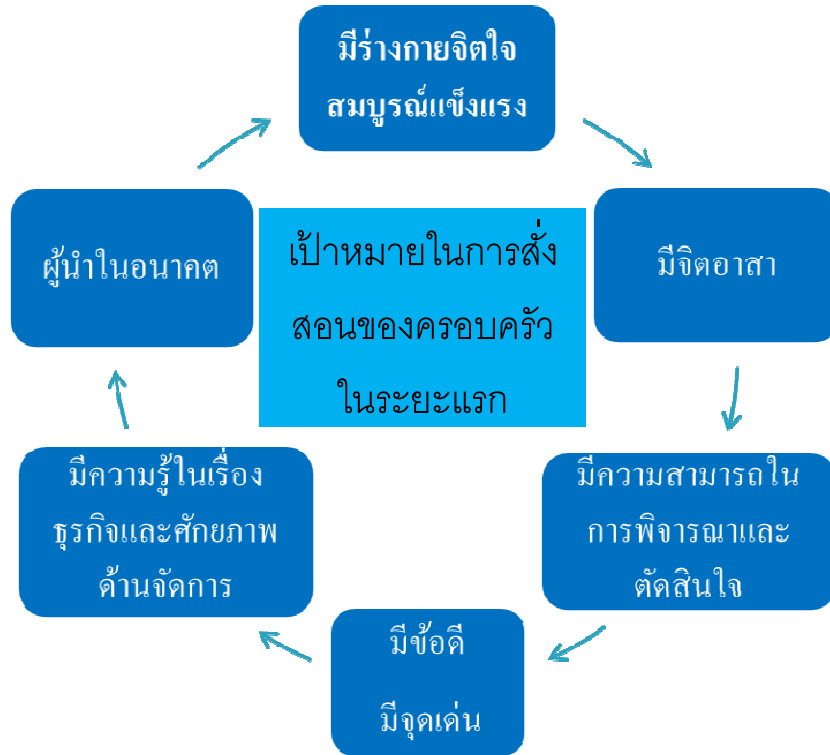 มีร่างกายจิตใจ
สมบูรณ์แข็งแรง
ผู้นำในอนาคต
เป้าหมายในการสั่ง
สอนของครอบครัว
ในระยะแรก
มีจิตอาสา
มีความรู้ในเรื่อง
ธุรกิจและศักยภาพ
ด้านจัดการ
มีความสามารถใน
การพิจารณาและ
ตัดสินใจ
มีข้อดี
มีจุดเด่น